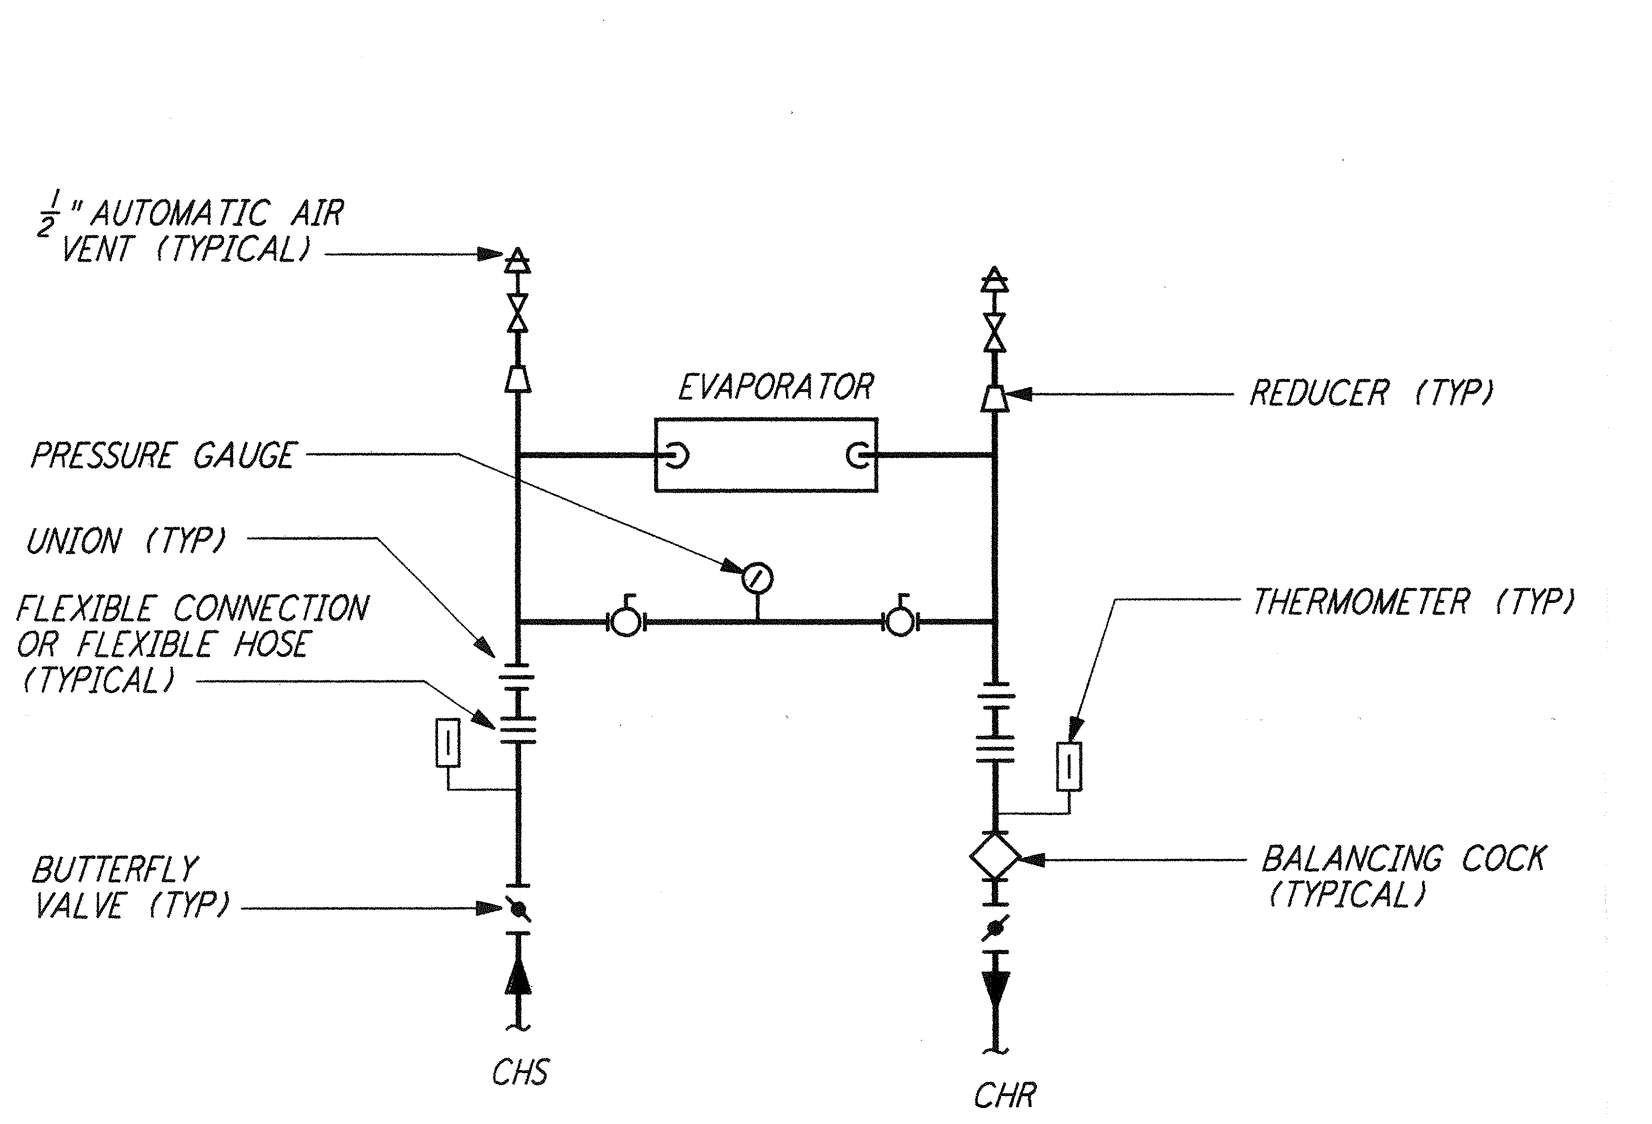 1/2" AUTOMATIC AIR
VENT (TYPICAL)
EVAPORATOR
REDUCER (TYP)
PRESSURE GAUGE
UNION (TYP)
FLEXIBLE CONNECTION
OR FLEXIBLE HOSE
(TYPICAL)
THERMOMETER (TYP)
BUTTERFLY
VALVE (TYP)
BALANCING COCK
(TYPICAL)
CHS
CHR